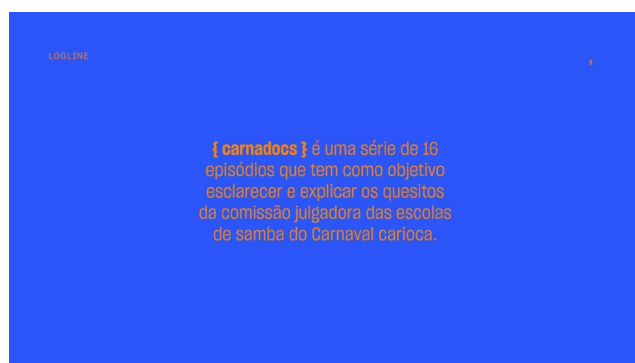 LOGLINE
3
{ carnadocs } é uma série de 16
episódios que tem como objetivo
esclarecer e explicar os quesitos
da comissão julgadora das escolas
de samba do Carnaval carioca.